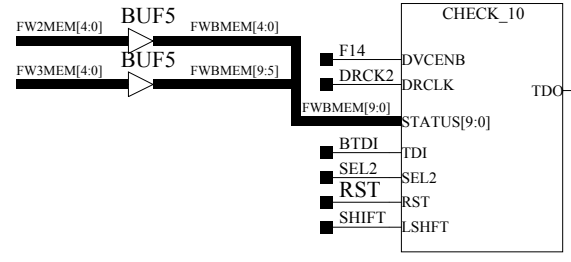 BUF5
CHECK_10
FW2MEM[4:0]
FWBMEM[4:0]
BUF5
F14
DVCENB
FW3MEM[4:0]
FWBMEM[9:5]
DRCK2
DRCLK
TDO
FWBMEM[9:0]
STATUS[9:0]
BTDI
TDI
SEL2
SEL2
RST
RST
SHIFT
LSHFT